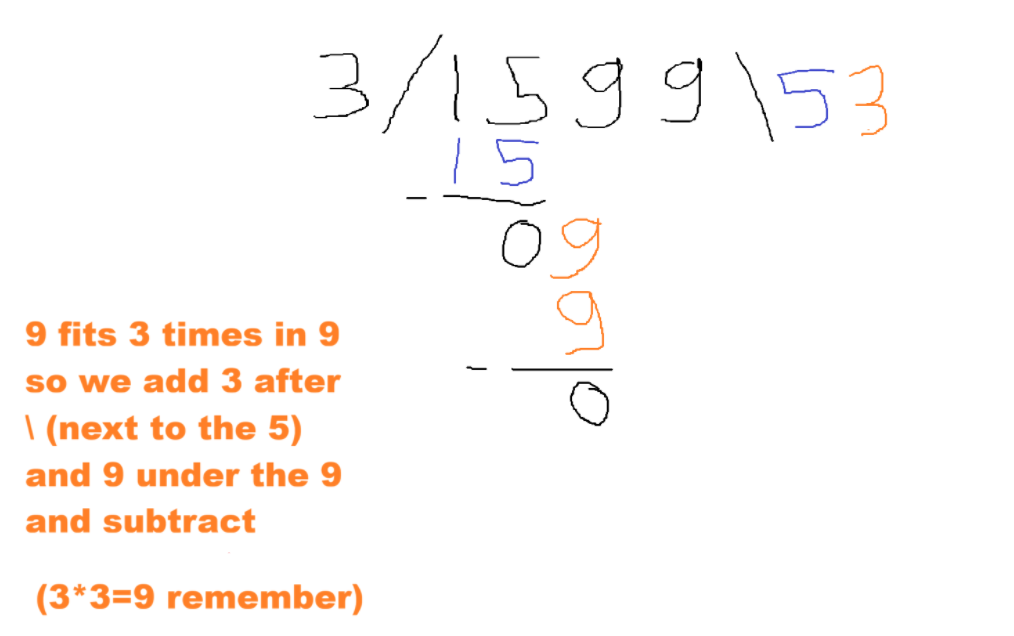 3/1599\53
15
-
09
9
-
0
9 fits 3 times in 9
so we add 3 after
\ (next to the 5)
and 9 under the 9
and subtract
(3*3=9 remember)